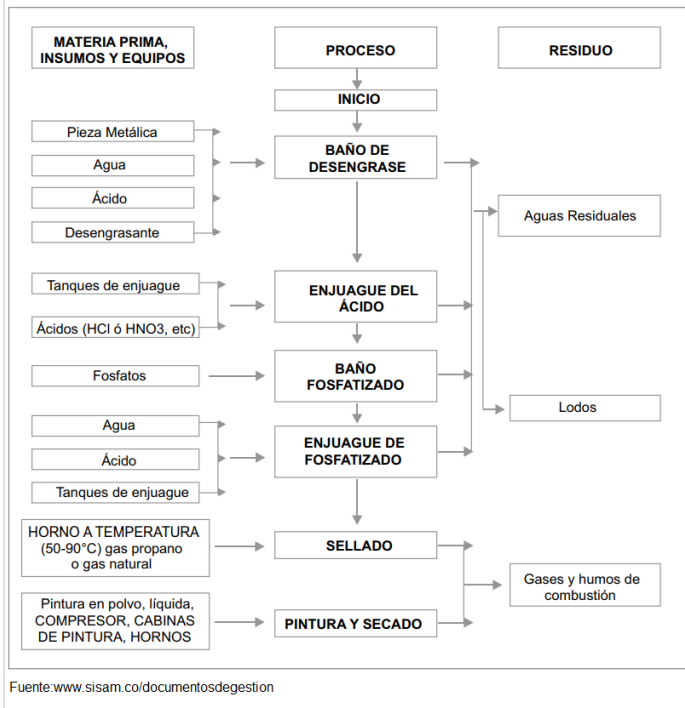 MATERIA PRIMA,
INSUMOS Y EQUIPOS
PROCESO
RESIDUO
INICIO
Pieza Metálica
Agua
Ácido
Desengrasante
BAÑO DE
DESENGRASE
Aguas Residuales
Tanques de enjuague
Ácidos (HCl ó HNO3, etc)
ENJUAGUE DEL
ÁCIDO
Fosfatos
BAÑO
FOSFATIZADO
Lodos
Agua
Ácido
Tanques de enjuague
ENJUAGUE DE
FOSFATIZADO
HORNO A TEMPERATURA
(50-90°C) gas propano
o gas natural
SELLADO
Gases y humos de
combustión
Pintura en polvo, líquida,
COMPRESOR, CABINAS
DE PINTURA, HORNOS
PINTURA Y SECADO
Fuente:www.sisam.co/documentosdegestion